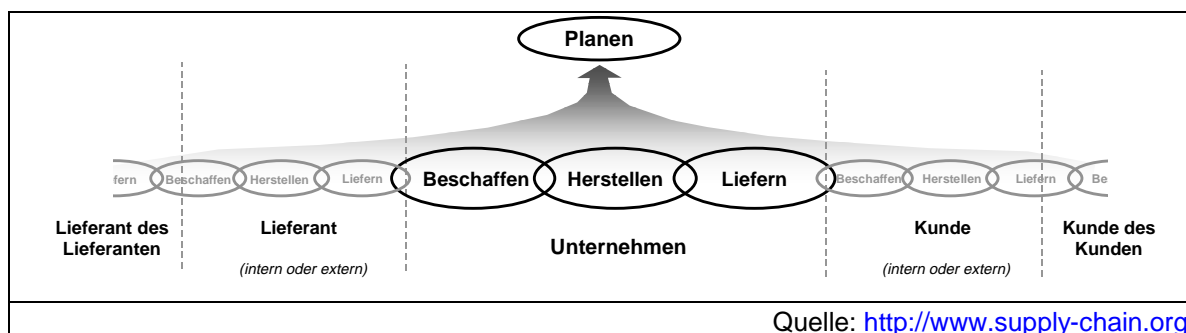 Planen
fern Beschaffen Herstellen Liefern Beschaffen Herstellen Liefern Beschaffen Herstellen Liefern Be
Lieferant des
Lieferanten
Lieferant
(intern oder extern)
Unternehmen
Kunde
(intern oder extern)
Kunde des
Kunden
Quelle: http://www.supply-chain.org